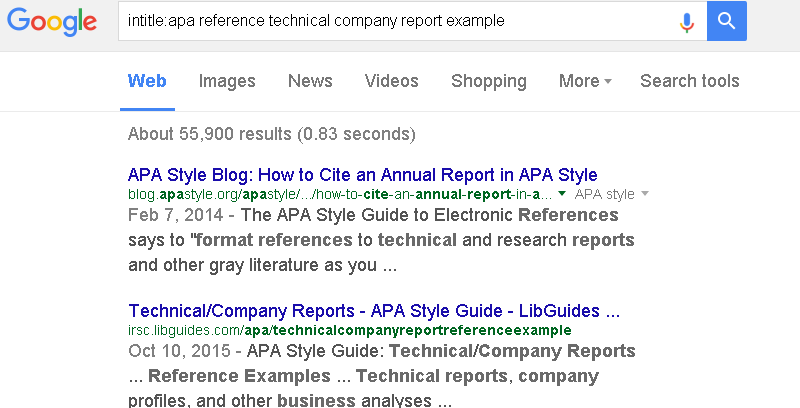 Google
intitle:apa reference technical company report example
Web Images News Videos Shopping More Search tools
About 55,900 results (0.83 seconds)
APA Style Blog: How to Cite an Annual Report in APA Style
blog.apastyle.org/apastyle/.../how-to-cite-an-annual-report-in-a... APA style
Feb 7, 2014 - The APA Style Guide to Electronic References
says to "format references to technical and research reports
and other gray literature as you ...
Technical/Company Reports - APA Style Guide - LibGuides ...
irsc.libguides.com/apa/technicalcompanyreportreferenceexample
Oct 10, 2015 - APA Style Guide: Technical/Company Reports
... Reference Examples ... Technical reports, company
profiles, and other business analyses ...